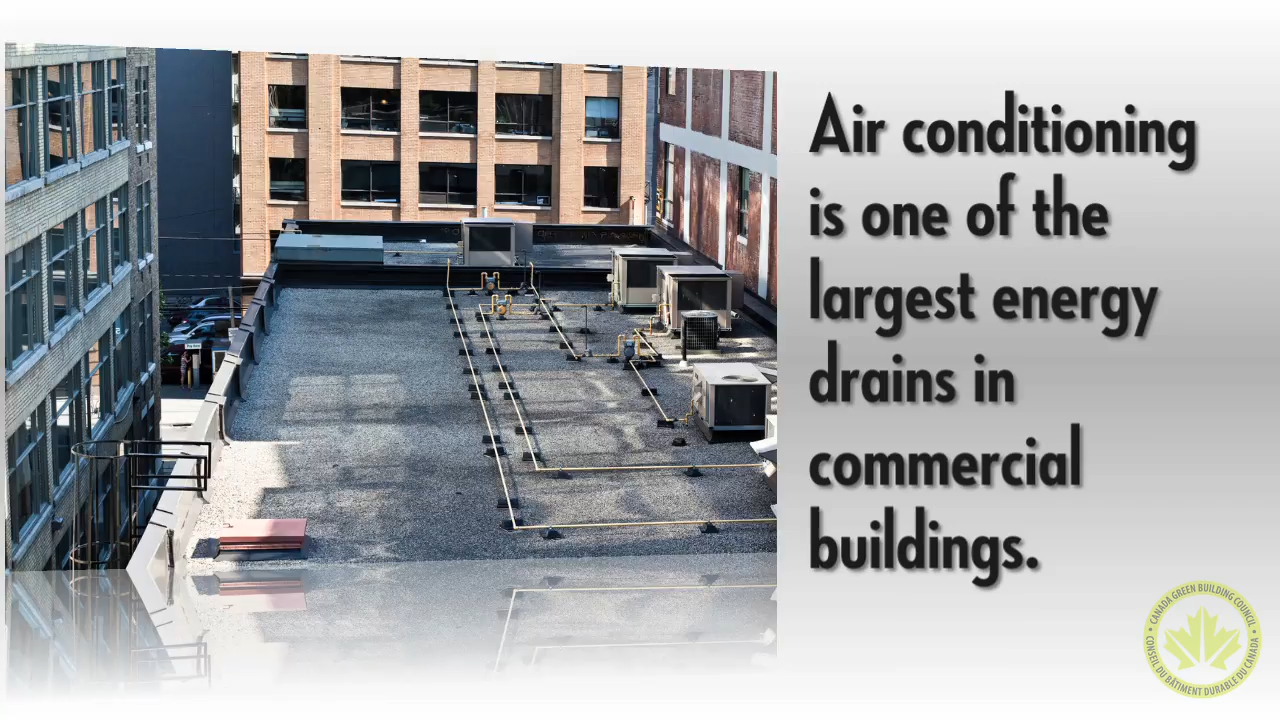 Air conditioning
is one of the
largest energy
drains in
commercial
buildings.
CANADA GREEN BUILDING COUNCIL
CONSEIL DU BÂTIMENT DURABLE DU CANADA